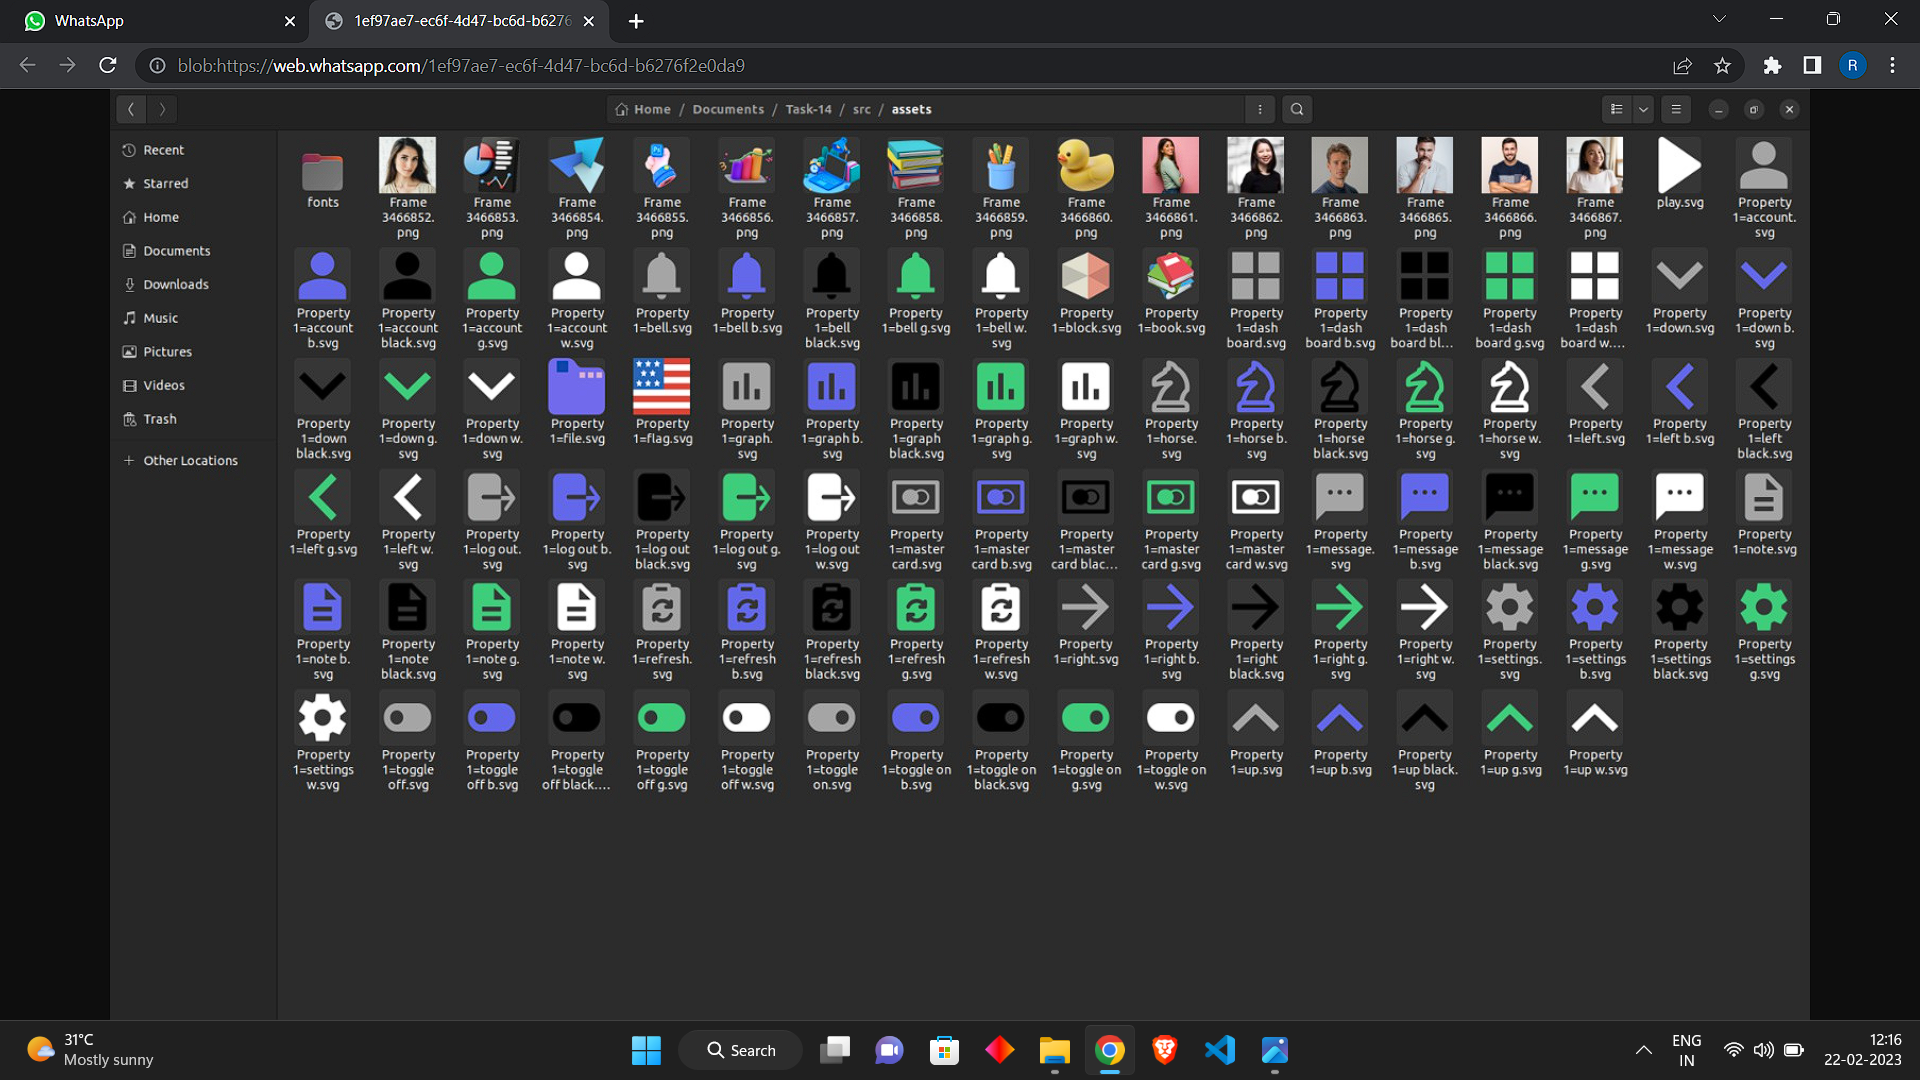 WhatsApp
1ef97ae7-ec6f-4d47-bc6d-b6276
blob:https://web.whatsapp.com/1ef97ae7-ec6f-4d47-bc6d-b6276f2e0da9
R
Home / Documents / Task-14 / src / assets
Recent
Starred
Home
Documents
Downloads
Music
Pictures
Videos
Trash
Other Locations
fonts
Frame 3466852.png
Frame 3466853.png
Frame 3466854.png
Frame 3466855.png
Frame 3466856.png
Frame 3466857.png
Frame 3466858.png
Frame 3466859.png
Frame 3466860.png
Frame 3466861.png
Frame 3466862.png
Frame 3466863.png
Frame 3466865.png
Frame 3466866.png
Frame 3466867.png
play.svg
Property 1=account.svg
Property 1=account b.svg
Property 1=account black.svg
Property 1=account g.svg
Property 1=account w.svg
Property 1=bell.svg
Property 1=bell b.svg
Property 1=bell black.svg
Property 1=bell g.svg
Property 1=bell w.svg
Property 1=block.svg
Property 1=book.svg
Property 1=dash board.svg
Property 1=dash board b.svg
Property 1=dash board bl...
Property 1=dash board g.svg
Property 1=dash board w....
Property 1=down.svg
Property 1=down b.svg
Property 1=down black.svg
Property 1=down g.svg
Property 1=down w.svg
Property 1=file.svg
Property 1=flag.svg
Property 1=graph.svg
Property 1=graph b.svg
Property 1=graph black.svg
Property 1=graph g.svg
Property 1=graph w.svg
Property 1=horse.svg
Property 1=horse b.svg
Property 1=horse black.svg
Property 1=horse g.svg
Property 1=horse w.svg
Property 1=left.svg
Property 1=left b.svg
Property 1=left black.svg
Property 1=left g.svg
Property 1=left w.svg
Property 1=log out.svg
Property 1=log out b.svg
Property 1=log out black.svg
Property 1=log out g.svg
Property 1=log out w.svg
Property 1=master card.svg
Property 1=master card b.svg
Property 1=master card blac...
Property 1=master card g.svg
Property 1=master card w.svg
Property 1=message.svg
Property 1=message b.svg
Property 1=message black.svg
Property 1=message g.svg
Property 1=message w.svg
Property 1=note.svg
Property 1=note b.svg
Property 1=note black.svg
Property 1=note g.svg
Property 1=note w.svg
Property 1=refresh.svg
Property 1=refresh b.svg
Property 1=refresh black.svg
Property 1=refresh g.svg
Property 1=refresh w.svg
Property 1=right.svg
Property 1=right b.svg
Property 1=right black.svg
Property 1=right g.svg
Property 1=right w.svg
Property 1=settings.svg
Property 1=settings b.svg
Property 1=settings black.svg
Property 1=settings g.svg
Property 1=settings w.svg
Property 1=toggle off.svg
Property 1=toggle off b.svg
Property 1=toggle off black....
Property 1=toggle off g.svg
Property 1=toggle off w.svg
Property 1=toggle on.svg
Property 1=toggle on b.svg
Property 1=toggle on black.svg
Property 1=toggle on g.svg
Property 1=toggle on w.svg
Property 1=up.svg
Property 1=up b.svg
Property 1=up black.svg
Property 1=up g.svg
Property 1=up w.svg
31°C
Mostly sunny
Search
ENG
IN
12:16
22-02-2023